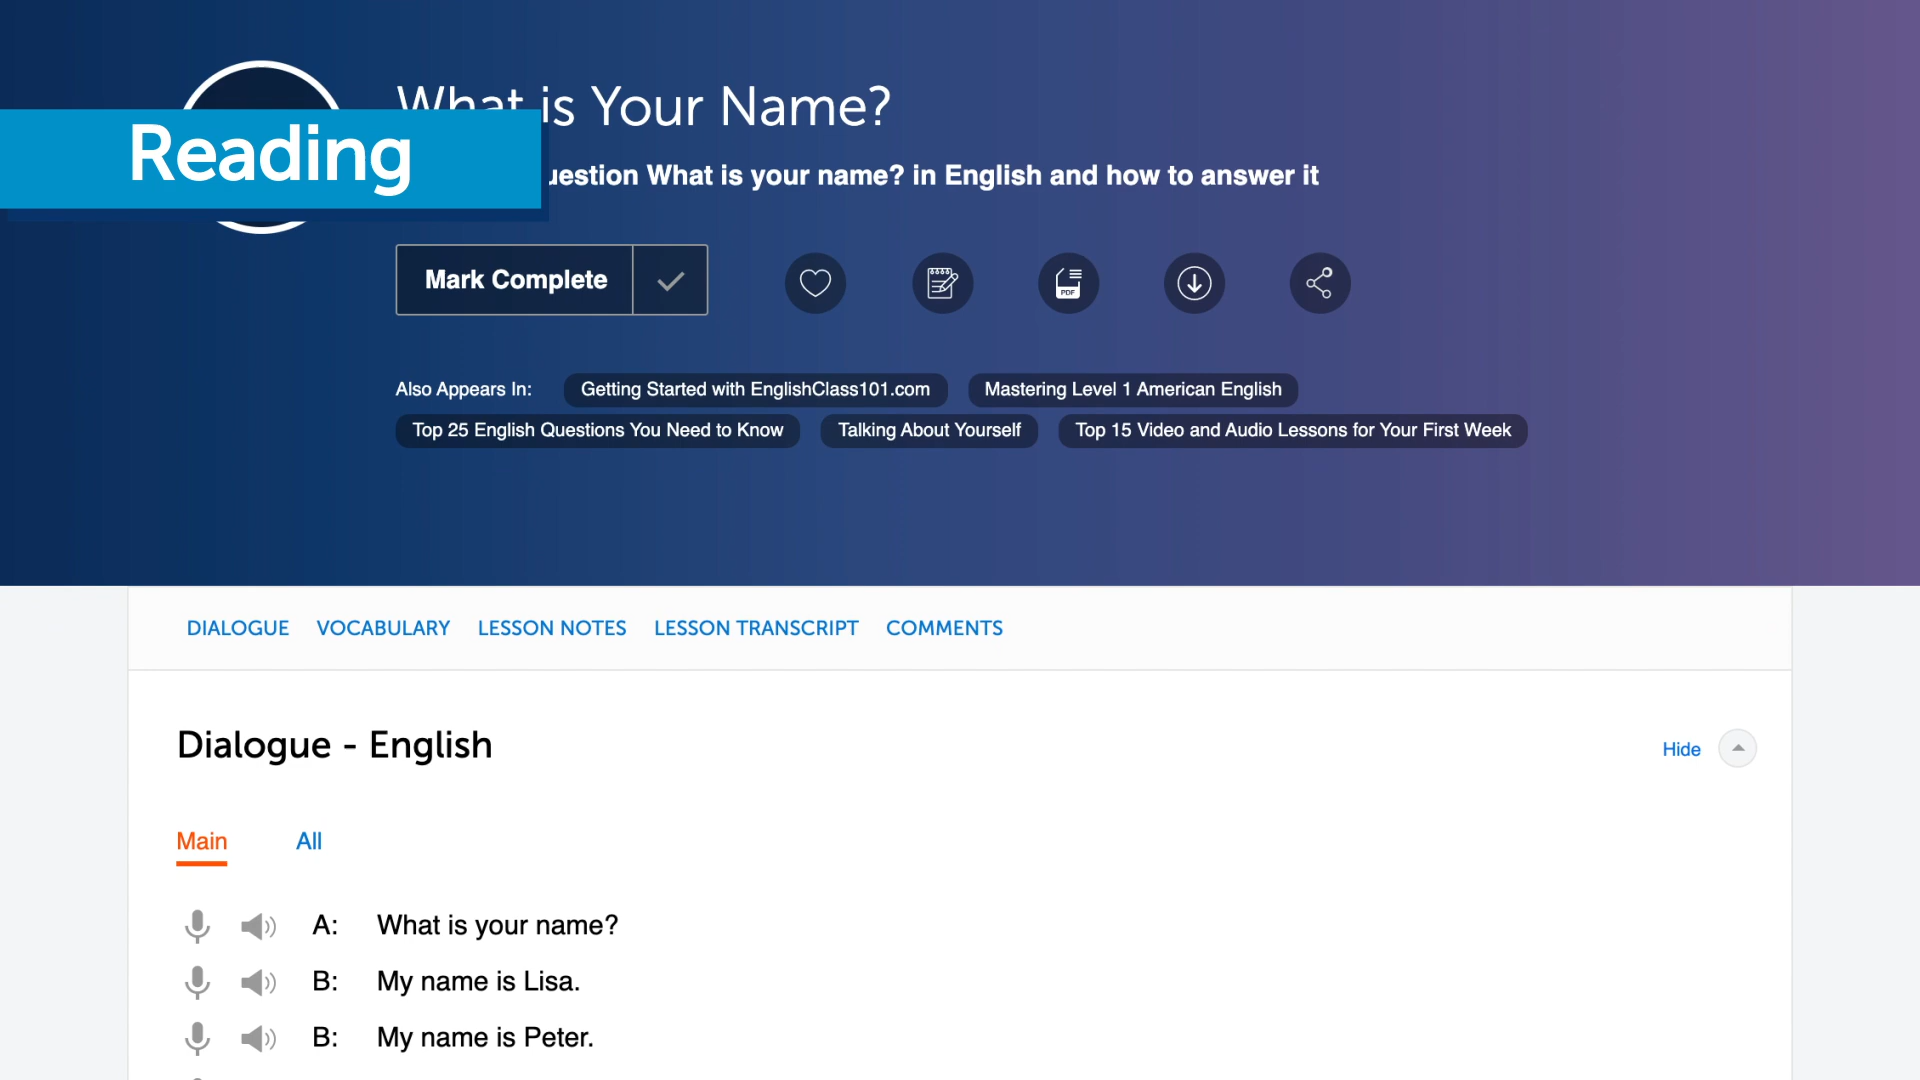 What is Your Name?
Reading
question What is your name? in English and how to answer it
Mark Complete
PDF
Also Appears In: Getting Started with EnglishClass101.com Mastering Level 1 American English
Top 25 English Questions You Need to Know Talking About Yourself Top 15 Video and Audio Lessons for Your First Week
DIALOGUE VOCABULARY LESSON NOTES LESSON TRANSCRIPT COMMENTS
Dialogue - English
Hide
Main All
A: What is your name?
B: My name is Lisa.
B: My name is Peter.